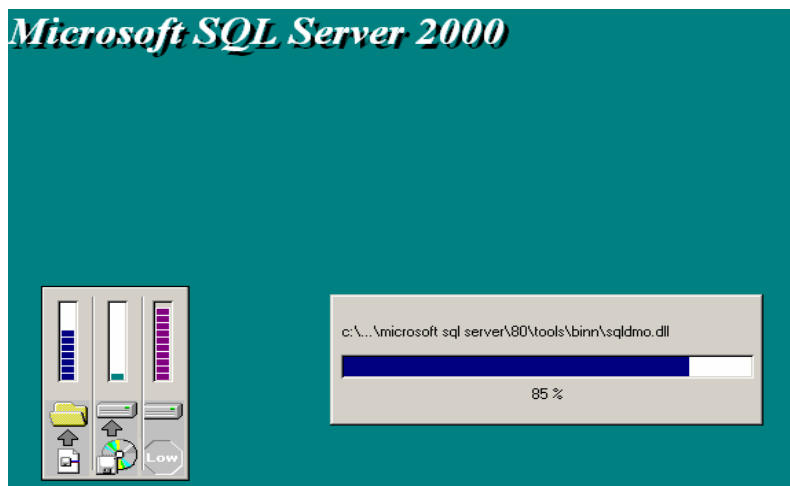 Microsoft SQL Server 2000
c:\...\microsoft sql server\80\tools\binn\sqldmo.dll
85 %
Low